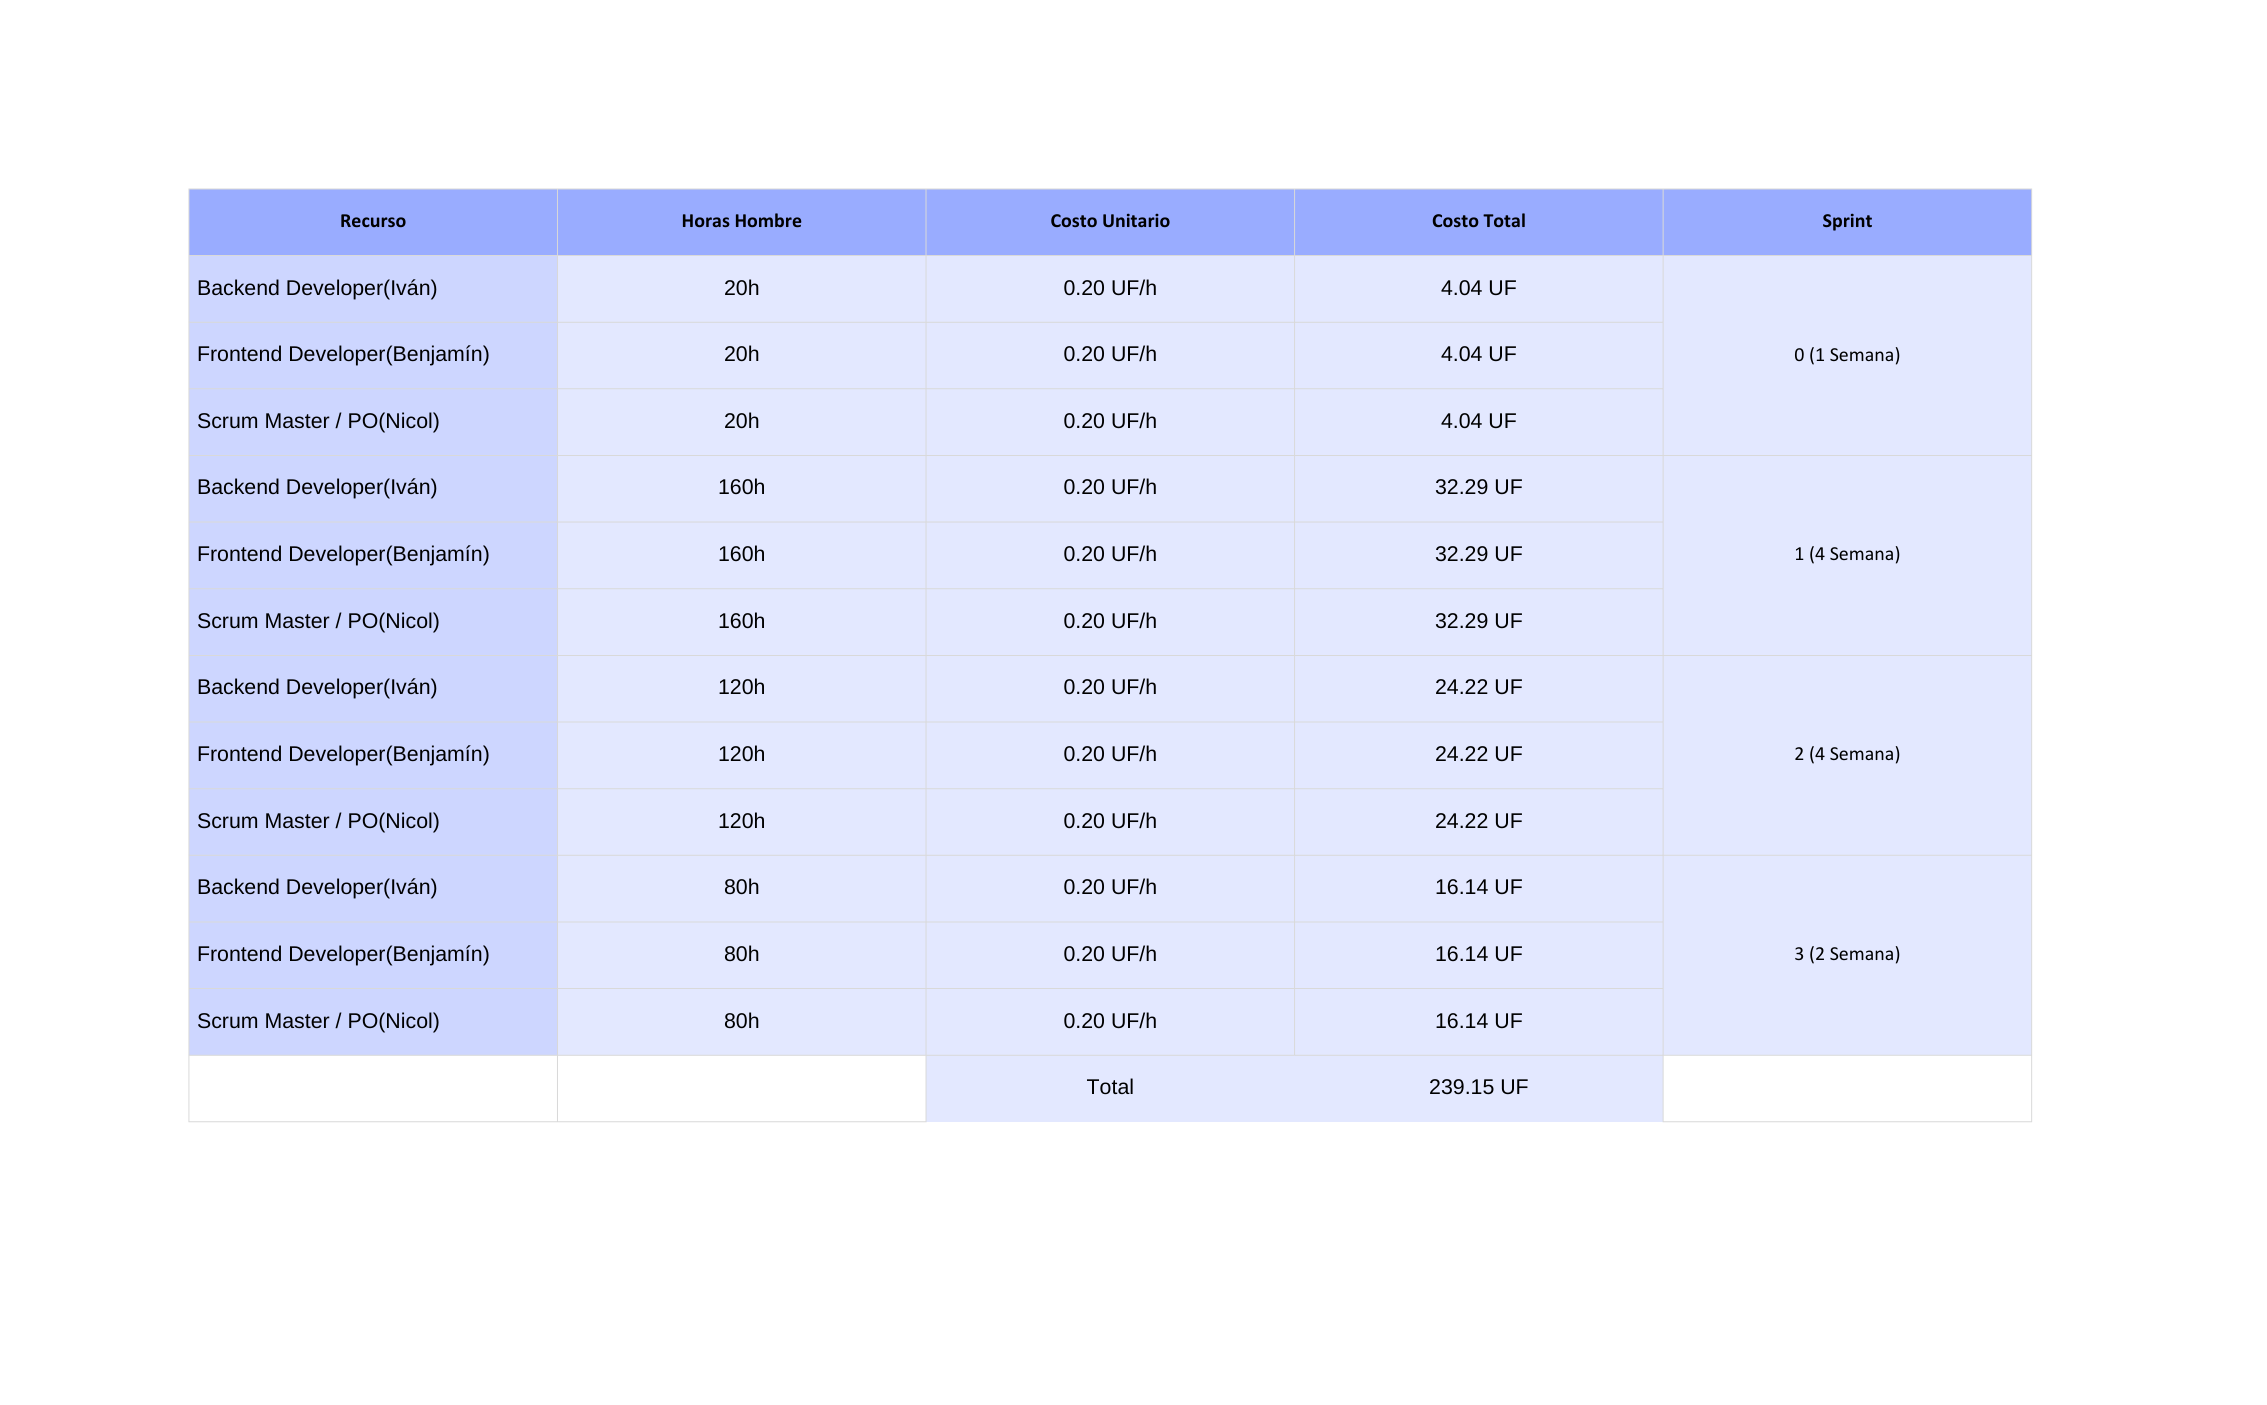 Recurso Horas Hombre Costo Unitario Costo Total Sprint
Backend Developer(Iván) 20h 0.20 UF/h 4.04 UF
Frontend Developer(Benjamín) 20h 0.20 UF/h 4.04 UF 0 (1 Semana)
Scrum Master / PO(Nicol) 20h 0.20 UF/h 4.04 UF
Backend Developer(Iván) 160h 0.20 UF/h 32.29 UF
Frontend Developer(Benjamín) 160h 0.20 UF/h 32.29 UF 1 (4 Semana)
Scrum Master / PO(Nicol) 160h 0.20 UF/h 32.29 UF
Backend Developer(Iván) 120h 0.20 UF/h 24.22 UF
Frontend Developer(Benjamín) 120h 0.20 UF/h 24.22 UF 2 (4 Semana)
Scrum Master / PO(Nicol) 120h 0.20 UF/h 24.22 UF
Backend Developer(Iván) 80h 0.20 UF/h 16.14 UF
Frontend Developer(Benjamín) 80h 0.20 UF/h 16.14 UF 3 (2 Semana)
Scrum Master / PO(Nicol) 80h 0.20 UF/h 16.14 UF
Total 239.15 UF